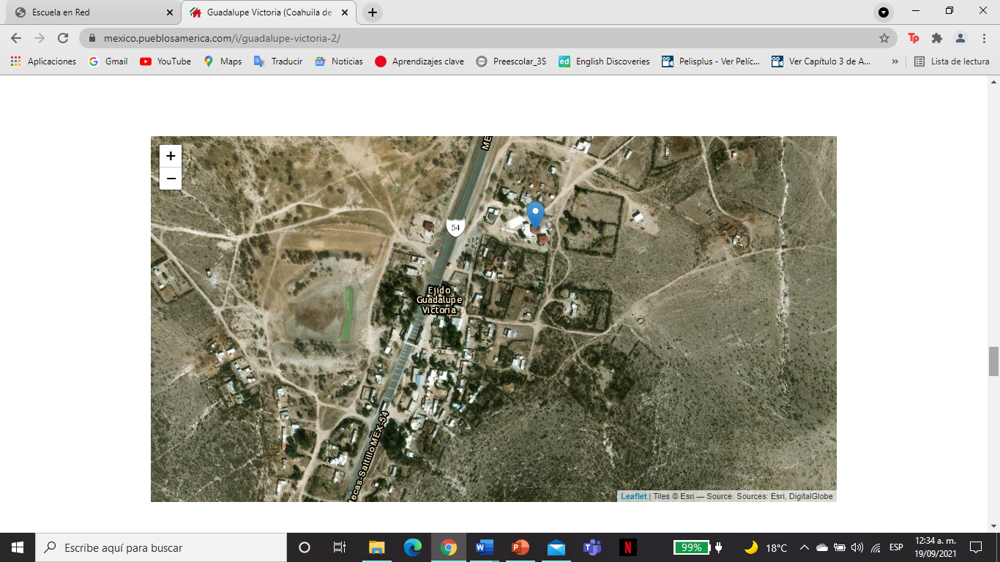 Escuela en Red
Guadalupe Victoria (Coahuila de
mexico.pueblosamerica.com/i/guadalupe-victoria-2/
Tp
Aplicaciones
Gmail
YouTube
Maps
Traducir
Noticias
Aprendizajes clave
Preescolar_3S
ed English Discoveries
Pelisplus - Ver Pelíc...
Ver Capítulo 3 de A...
»
Lista de lectura
+
−
ME
54
Ejido
Guadalupe
Victoria
tecas-Saltillo MEX-54
Leaflet | Tiles © Esri — Source: Sources: Esri, DigitalGlobe
Escribe aquí para buscar
99%
18°C
ESP
12:34 a. m.
19/09/2021